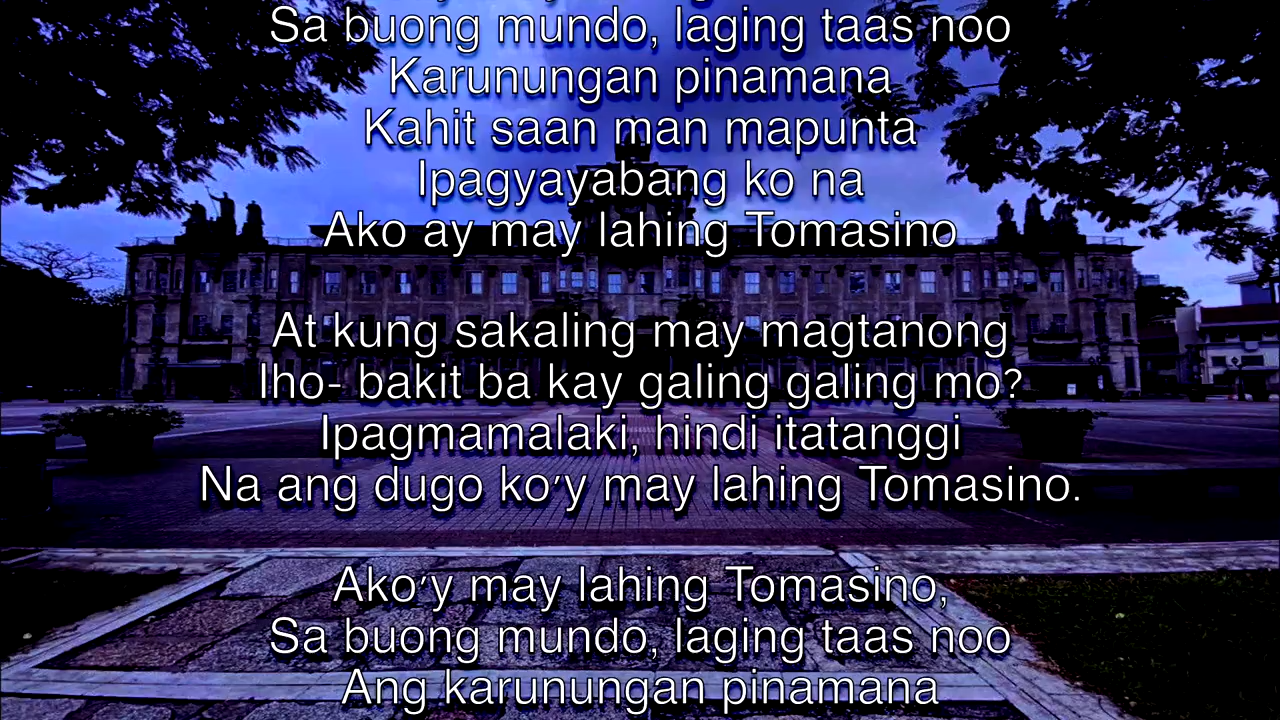 Sa buong mundo, laging taas noo
Karunungan pinamana
Kahit saan man mapunta
Ipagyayabang ko na
Ako ay may lahing Tomasino
At kung sakaling may magtanong
Iho- bakit ba kay galing galing mo?
Ipagmamalaki, hindi itatanggi
Na ang dugo ko'y may lahing Tomasino.
Ako'y may lahing Tomasino,
Sa buong mundo, laging taas noo
Ang karunungan pinamana